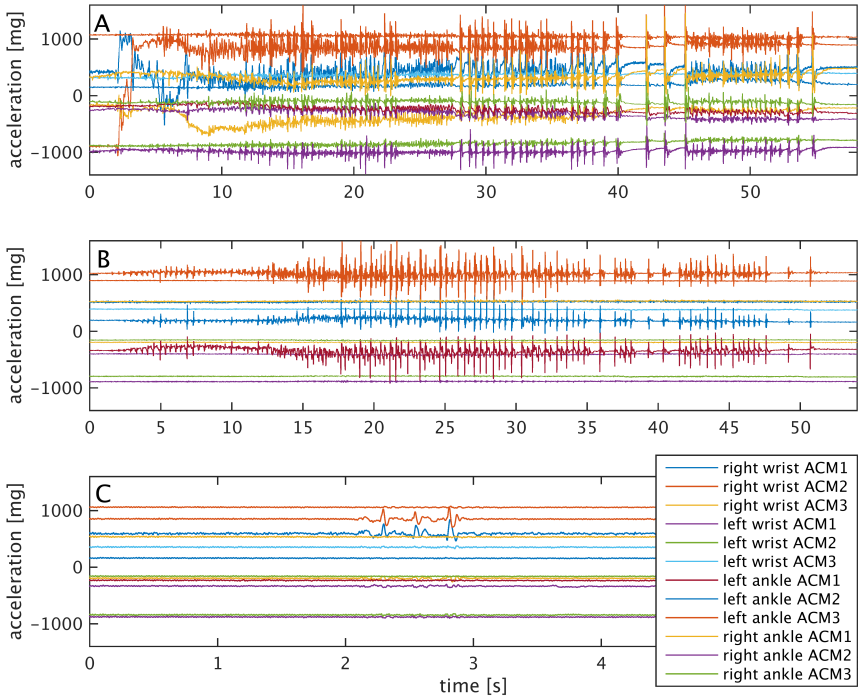 A
acceleration [mg]
1000
0
-1000
0
10
20
30
40
50
B
acceleration [mg]
1000
0
-1000
0
5
10
15
20
25
30
35
40
45
50
C
acceleration [mg]
1000
0
-1000
0
1
2
3
4
time [s]
right wrist ACM1
right wrist ACM2
right wrist ACM3
left wrist ACM1
left wrist ACM2
left wrist ACM3
left ankle ACM1
left ankle ACM2
left ankle ACM3
right ankle ACM1
right ankle ACM2
right ankle ACM3